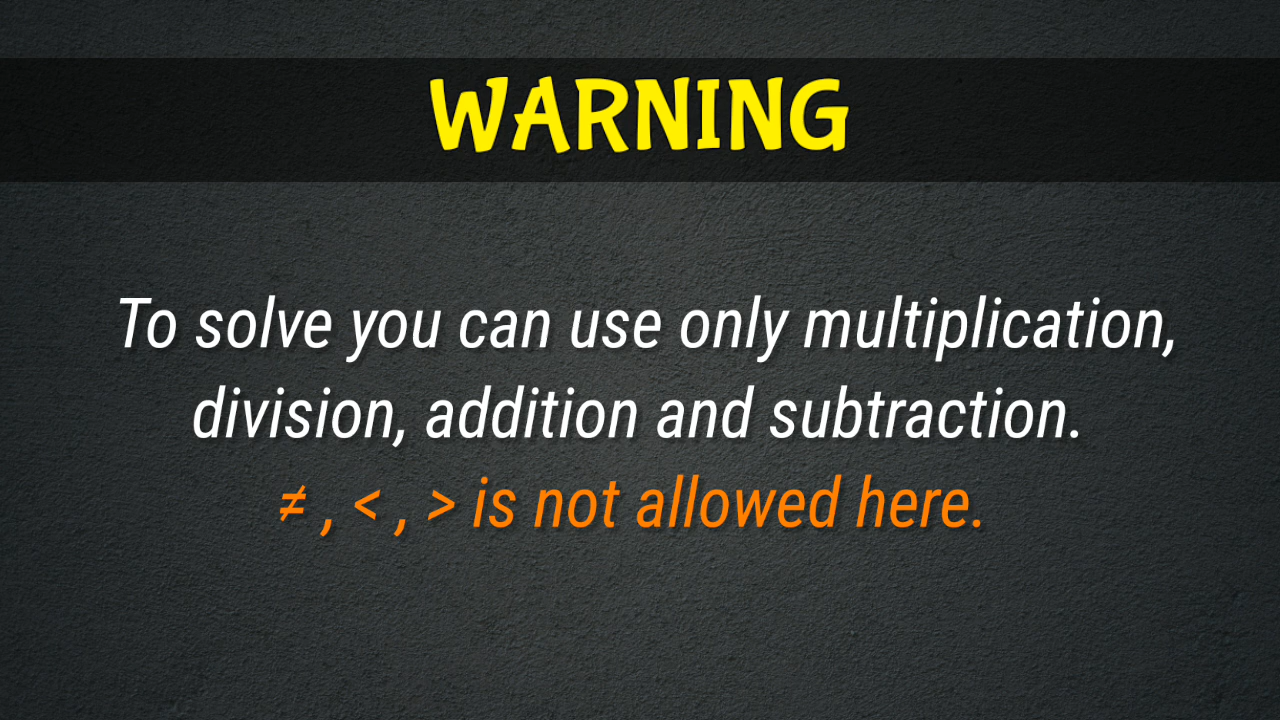 WARNING
To solve you can use only multiplication,
division, addition and subtraction.
≠ , < , > is not allowed here.